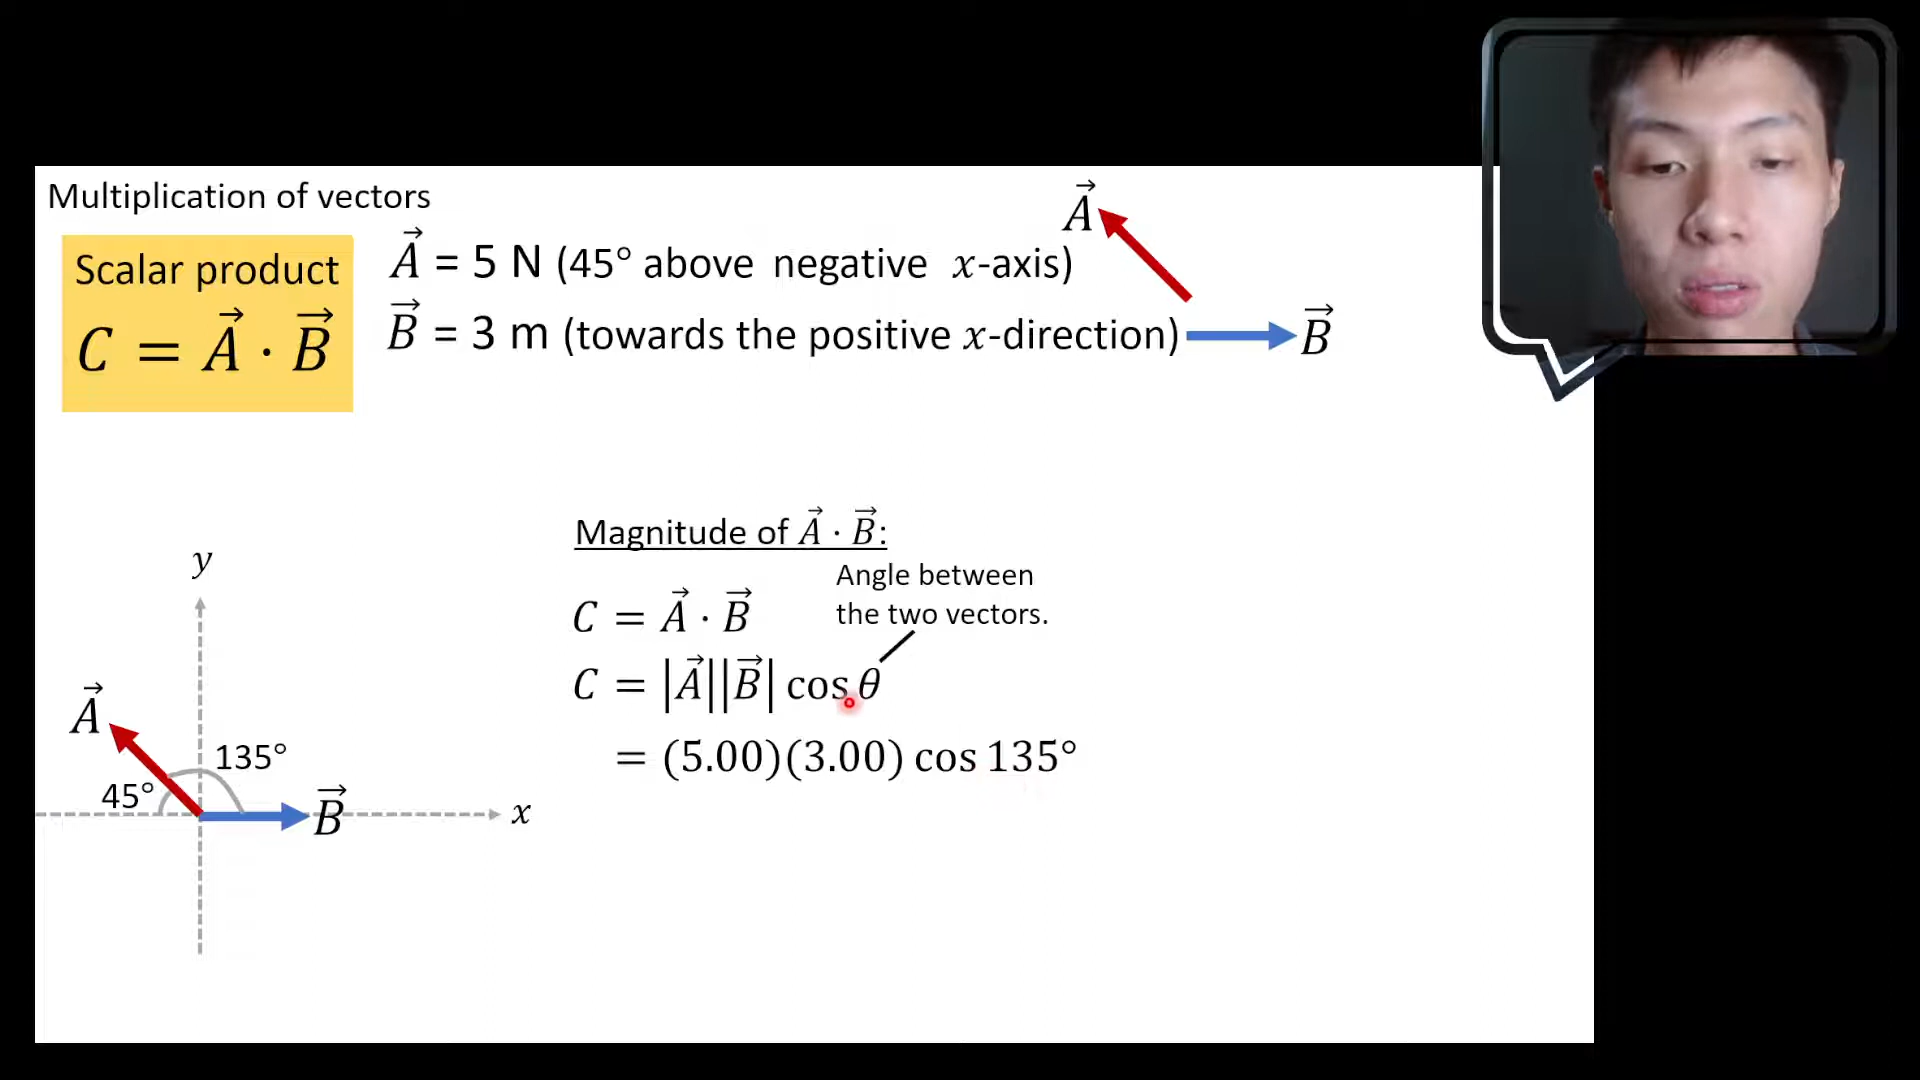 Multiplication of vectors
Scalar product
C = A⃗ · B⃗
A⃗ = 5 N (45° above negative x-axis)
B⃗ = 3 m (towards the positive x-direction)
A⃗
B⃗
Magnitude of A⃗ · B⃗:
Angle between
the two vectors.
C = A⃗ · B⃗
C = |A⃗||B⃗| cos θ
= (5.00)(3.00) cos 135°
y
A⃗
135°
45°
B⃗
x